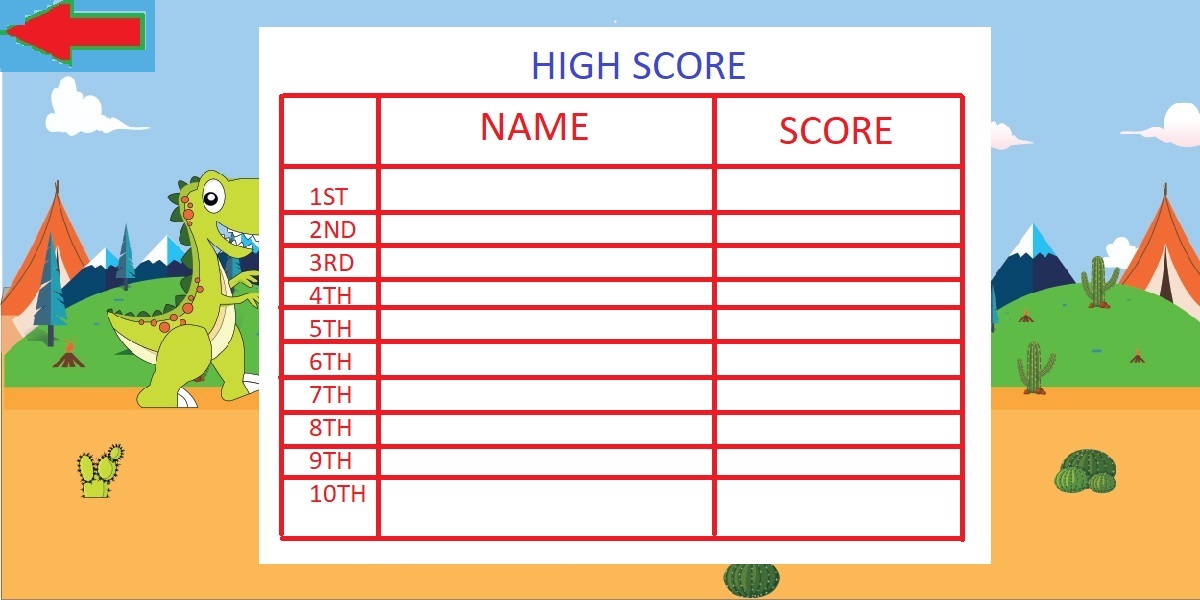 HIGH SCORE
NAME SCORE
1ST
2ND
3RD
4TH
5TH
6TH
7TH
8TH
9TH
10TH